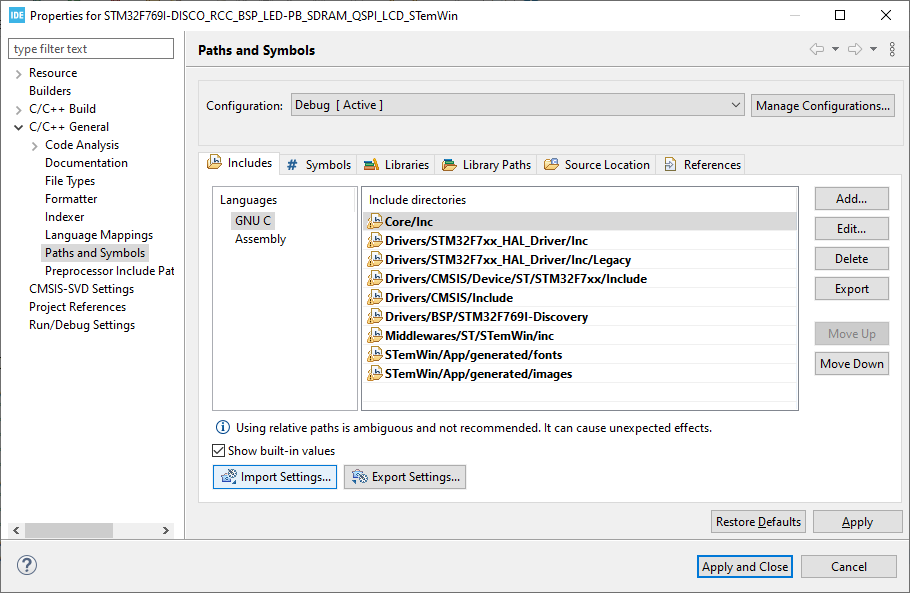 IDE Properties for STM32F769I-DISCO_RCC_BSP_LED-PB_SDRAM_QSPI_LCD_STemWin
type filter text
Resource
Builders
C/C++ Build
C/C++ General
Code Analysis
Documentation
File Types
Formatter
Indexer
Language Mappings
Paths and Symbols
Preprocessor Include Pat
CMSIS-SVD Settings
Project References
Run/Debug Settings
Paths and Symbols
Configuration: Debug [ Active ] Manage Configurations...
Includes # Symbols Libraries Library Paths Source Location References
Languages
GNU C
Assembly
Include directories
Core/Inc
Drivers/STM32F7xx_HAL_Driver/Inc
Drivers/STM32F7xx_HAL_Driver/Inc/Legacy
Drivers/CMSIS/Device/ST/STM32F7xx/Include
Drivers/CMSIS/Include
Drivers/BSP/STM32F769I-Discovery
Middlewares/ST/STemWin/inc
STemWin/App/generated/fonts
STemWin/App/generated/images
Add...
Edit...
Delete
Export
Move Up
Move Down
Using relative paths is ambiguous and not recommended. It can cause unexpected effects.
Show built-in values
Import Settings... Export Settings...
Restore Defaults Apply
? Apply and Close Cancel